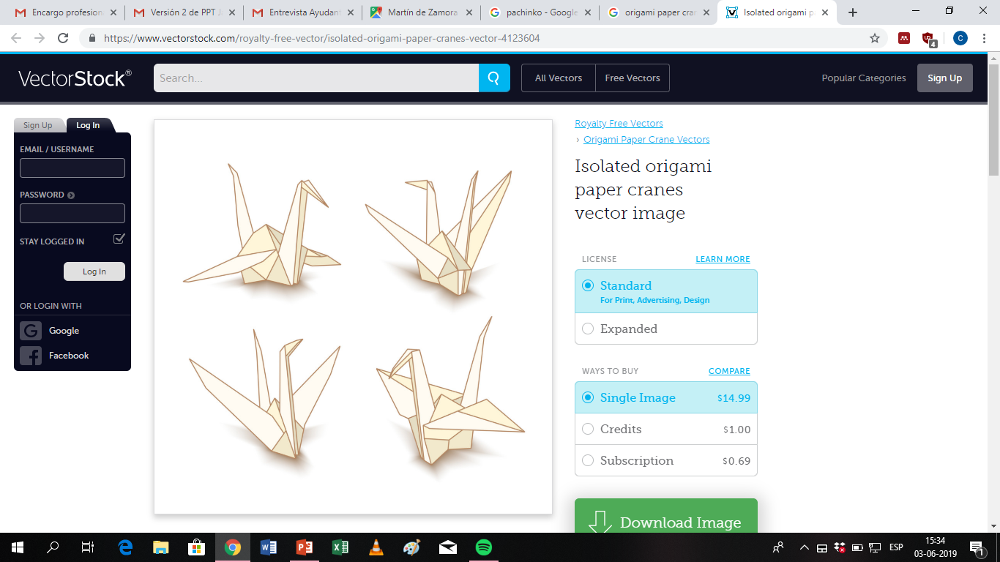 Encargo profesion
Versión 2 de PPT J
Entrevista Ayudan
Martín de Zamora
pachinko - Google
origami paper cra
Isolated origami p
https://www.vectorstock.com/royalty-free-vector/isolated-origami-paper-cranes-vector-4123604
4
C
VectorStock®
Search...
All Vectors
Free Vectors
Popular Categories
Sign Up
Sign Up
Log In
EMAIL / USERNAME
PASSWORD
STAY LOGGED IN
Log In
OR LOGIN WITH
Google
Facebook
Royalty Free Vectors
› Origami Paper Crane Vectors
Isolated origami
paper cranes
vector image
LICENSE
LEARN MORE
Standard
For Print, Advertising, Design
Expanded
WAYS TO BUY
COMPARE
Single Image $14.99
Credits $1.00
Subscription $0.69
Download Image
ESP
15:34
03-06-2019
1